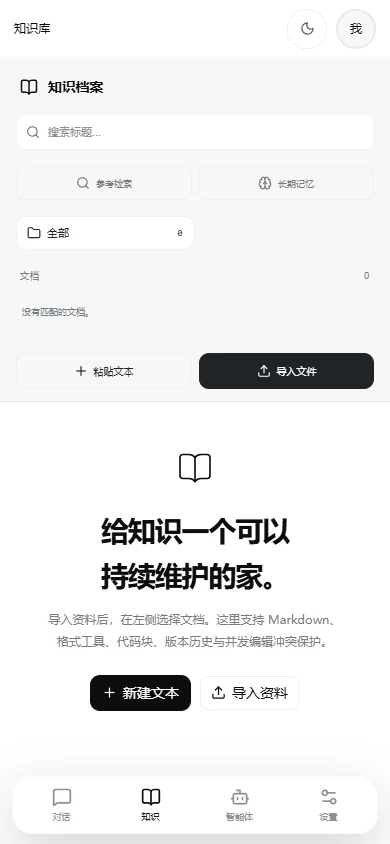 知识库
我
知识档案
搜索标题...
参考检索
长期记忆
全部
0
文档
0
没有匹配的文档。
粘贴文本
导入文件
给知识一个可以
持续维护的家。
导入资料后，在左侧选择文档。这里支持 Markdown、
格式工具、代码块、版本历史与并发编辑冲突保护。
新建文本
导入资料
对话
知识
智能体
设置